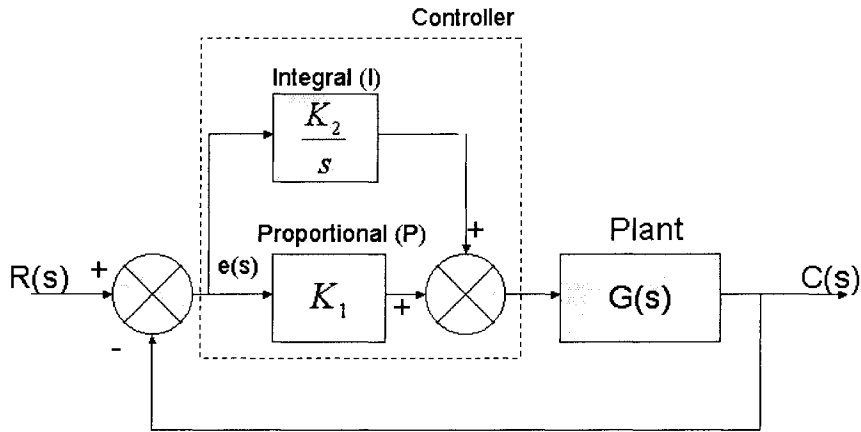 Controller
Integral (I)
K₂
s
Proportional (P)
+
Plant
R(s)
+
e(s)
K₁
+
G(s)
C(s)
-